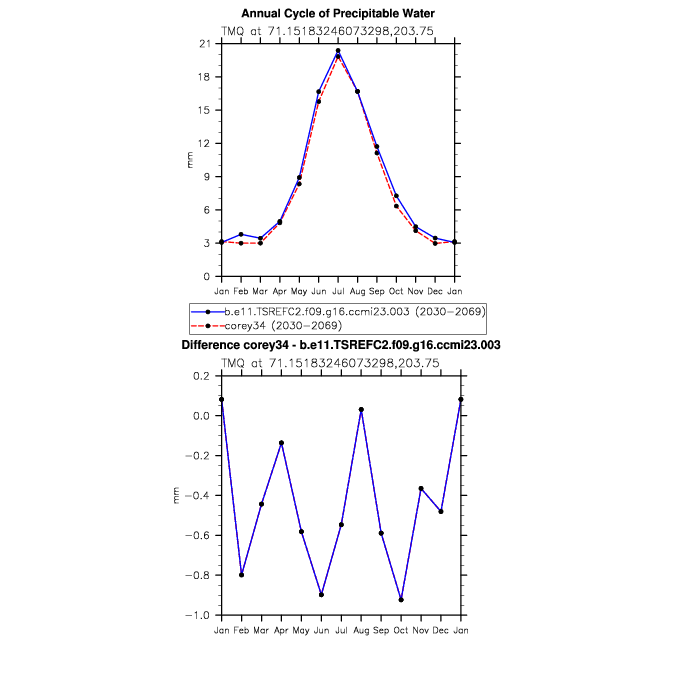 Annual Cycle of Precipitable Water
TMQ at 71.15183246073298,203.75
21
18
15
12
9
6
3
0
mm
Jan Feb Mar Apr May Jun Jul Aug Sep Oct Nov Dec Jan
b.e11.TSREFC2.f09.g16.ccmi23.003 (2030-2069)
corey34 (2030-2069)
Difference corey34 - b.e11.TSREFC2.f09.g16.ccmi23.003
TMQ at 71.15183246073298,203.75
0.2
0.0
-0.2
-0.4
-0.6
-0.8
-1.0
mm
Jan Feb Mar Apr May Jun Jul Aug Sep Oct Nov Dec Jan